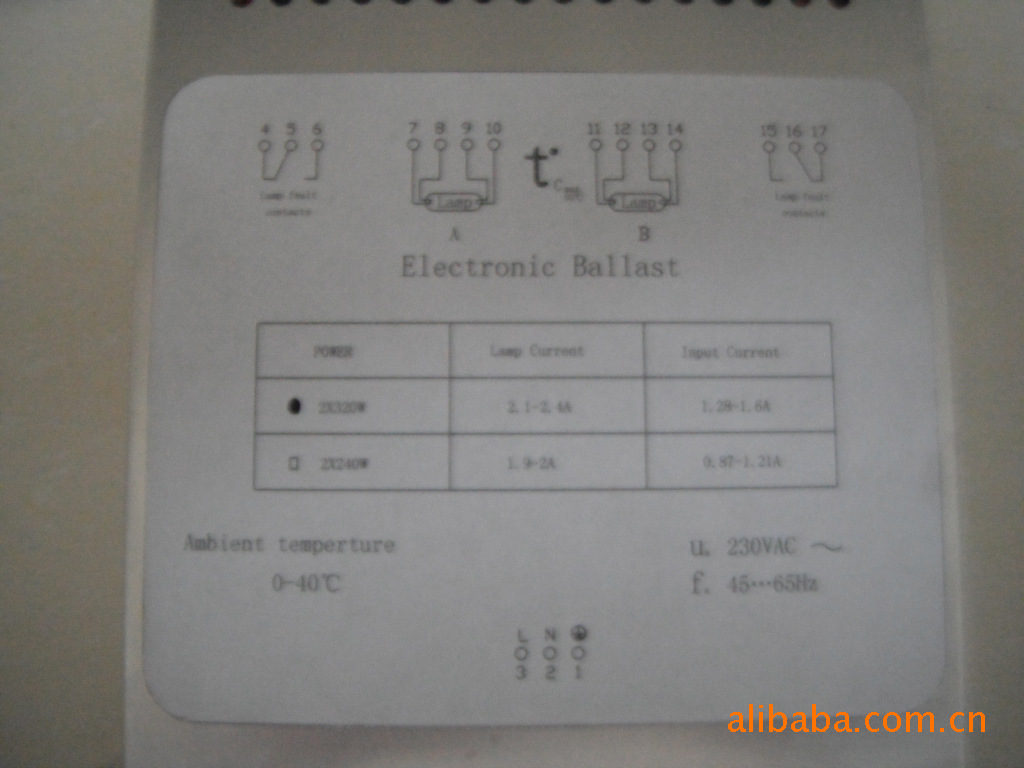 4 5 6
7 8 9 10
11 12 13 14
15 16 17
t
Lamp fault
contacts
Lamp
Lamp
Lamp fault
contacts
A
B
Electronic Ballast
POWER Lamp Current Input Current
2X320W 2.1-2.4A 1.28-1.6A
2X240W 1.9-2A 0.87-1.21A
Ambient temperture
0-40℃
u. 230VAC ～
f. 45···65Hz
L N
3 2 1
alibaba.com.cn